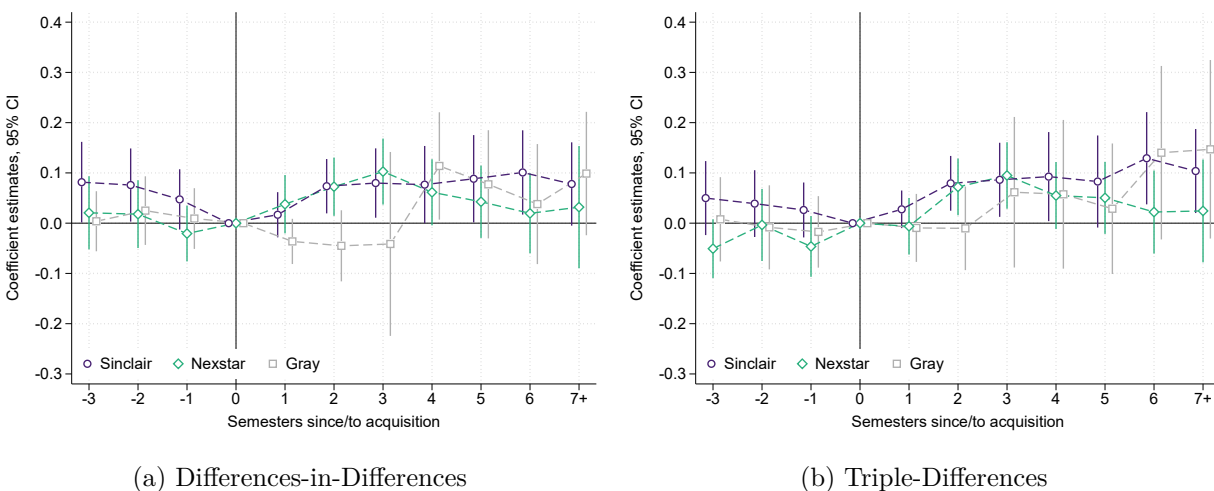 0.4
0.3
0.2
0.1
0.0
-0.1
-0.2
-0.3
Coefficient estimates, 95% CI
Sinclair Nexstar Gray
-3 -2 -1 0 1 2 3 4 5 6 7+
Semesters since/to acquisition
(a) Differences-in-Differences
0.4
0.3
0.2
0.1
0.0
-0.1
-0.2
-0.3
Coefficient estimates, 95% CI
Sinclair Nexstar Gray
-3 -2 -1 0 1 2 3 4 5 6 7+
Semesters since/to acquisition
(b) Triple-Differences